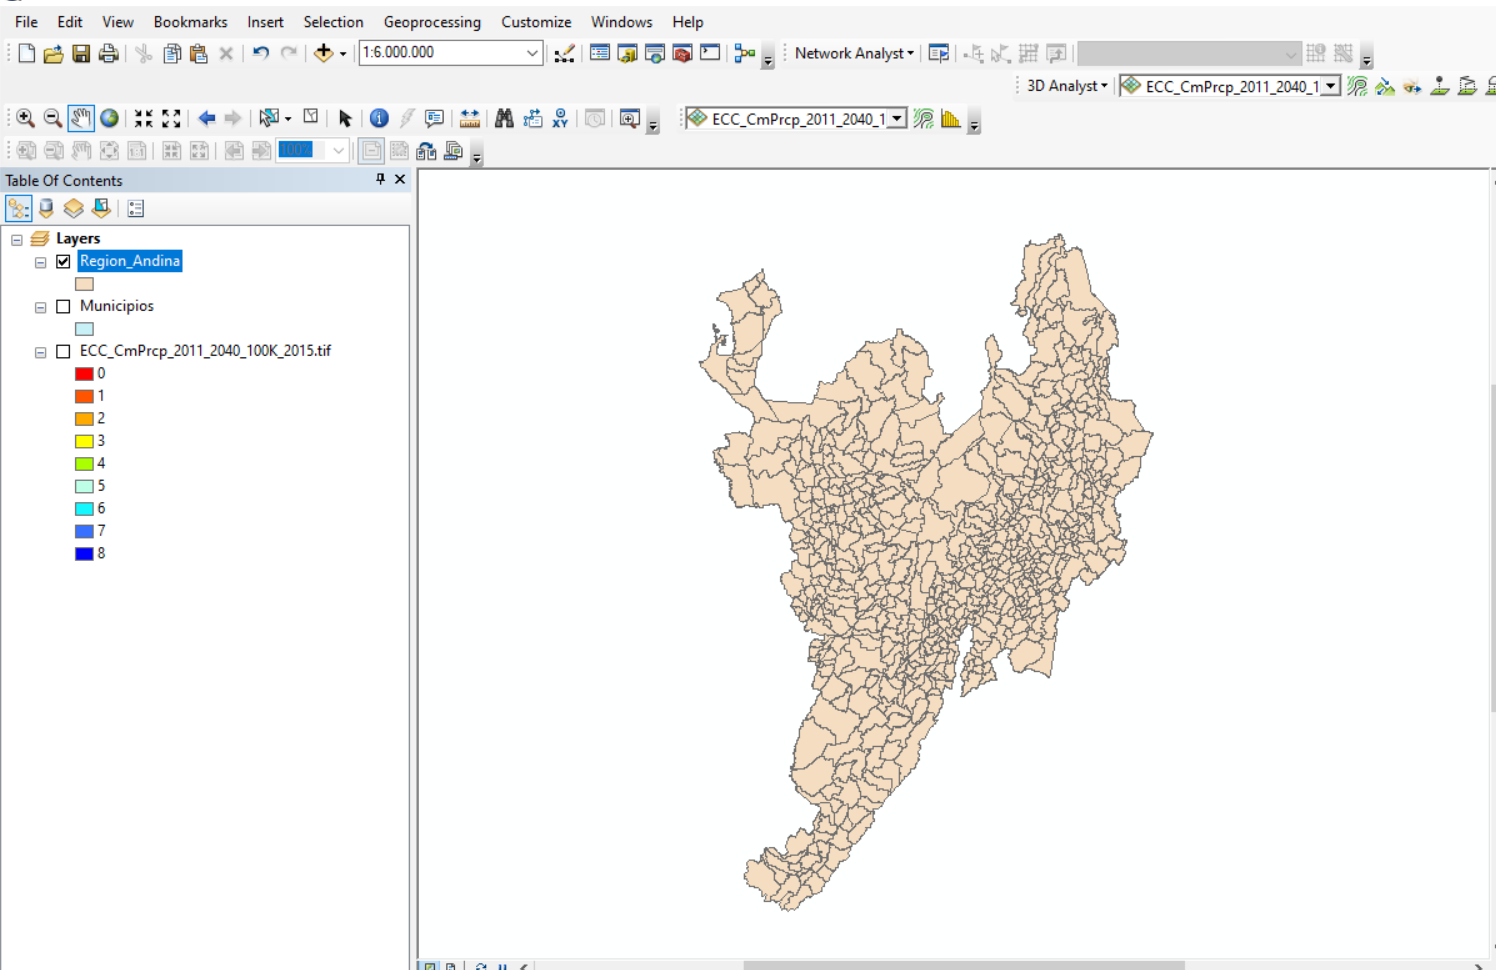 File Edit View Bookmarks Insert Selection Geoprocessing Customize Windows Help
1:6.000.000 Network Analyst
3D Analyst ECC_CmPrcp_2011_2040_1
ECC_CmPrcp_2011_2040_1
100%
Table Of Contents
Layers
Region_Andina
Municipios
ECC_CmPrcp_2011_2040_100K_2015.tif
0
1
2
3
4
5
6
7
8